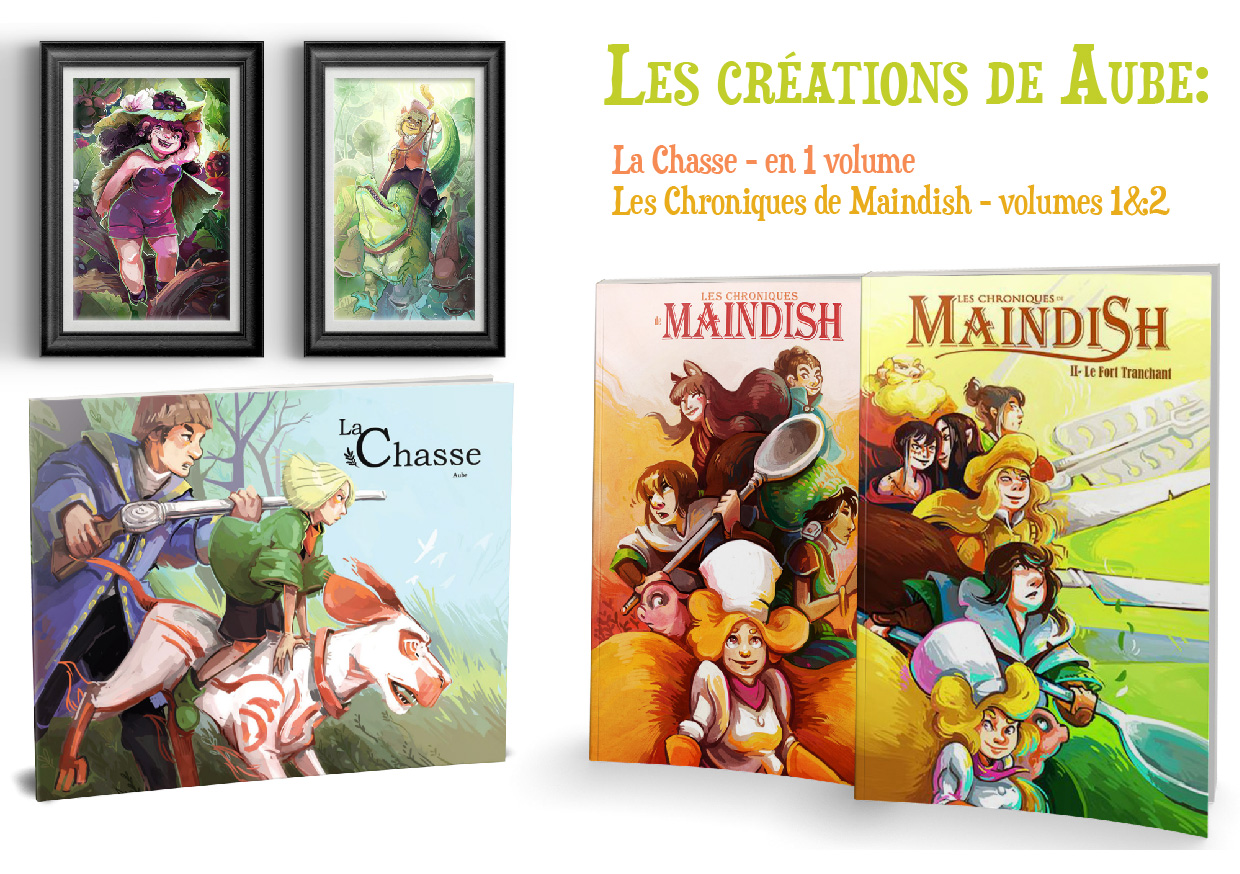 Les créations de Aube:
La Chasse - en 1 volume
Les Chroniques de Maindish - volumes 1&2
La Chasse
Aube
LES CHRONIQUES
de MAINDISH
LES CHRONIQUES DE
MAINDISH
II- Le Fort Tranchant